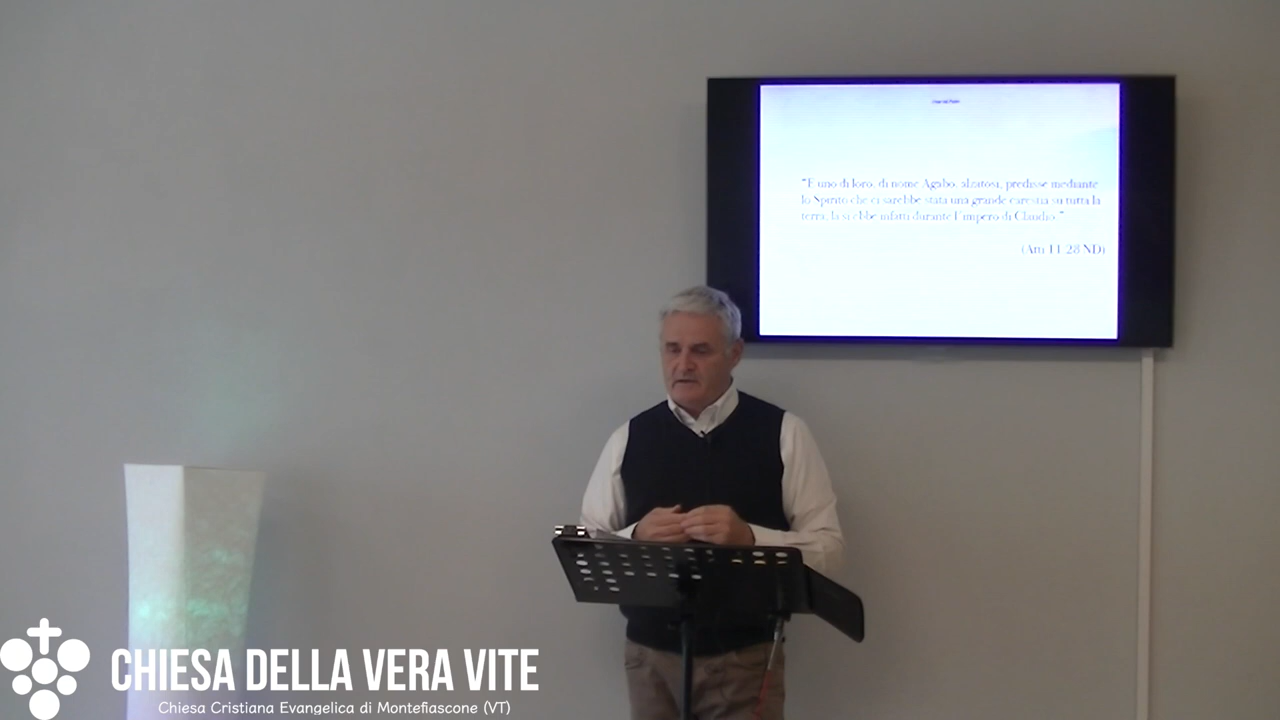 “E uno di loro, di nome Agabo, alzatosi, predisse mediante
lo Spirito che ci sarebbe stata una grande carestia su tutta la
terra; la si ebbe infatti durante l’impero di Claudio.”
(Atti 11:28 ND)
CHIESA DELLA VERA VITE
Chiesa Cristiana Evangelica di Montefiascone (VT)